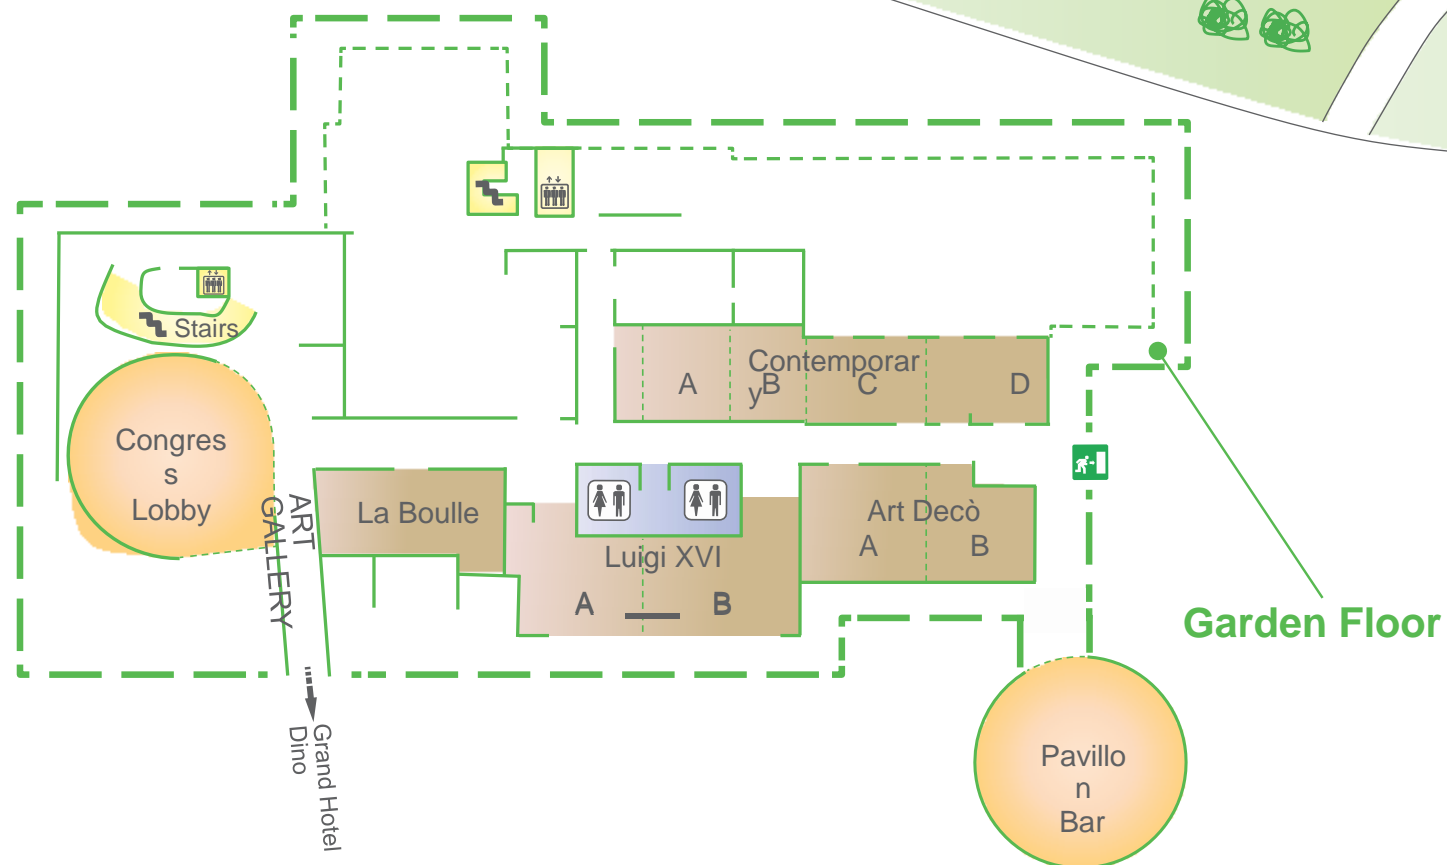 Stairs
Contemporar
y
A
B
C
D
Congres
s
Lobby
ART
GALLERY
La Boulle
Luigi XVI
A
B
Art Decò
A
B
Garden Floor
Grand Hotel
Dino
Pavillo
n
Bar